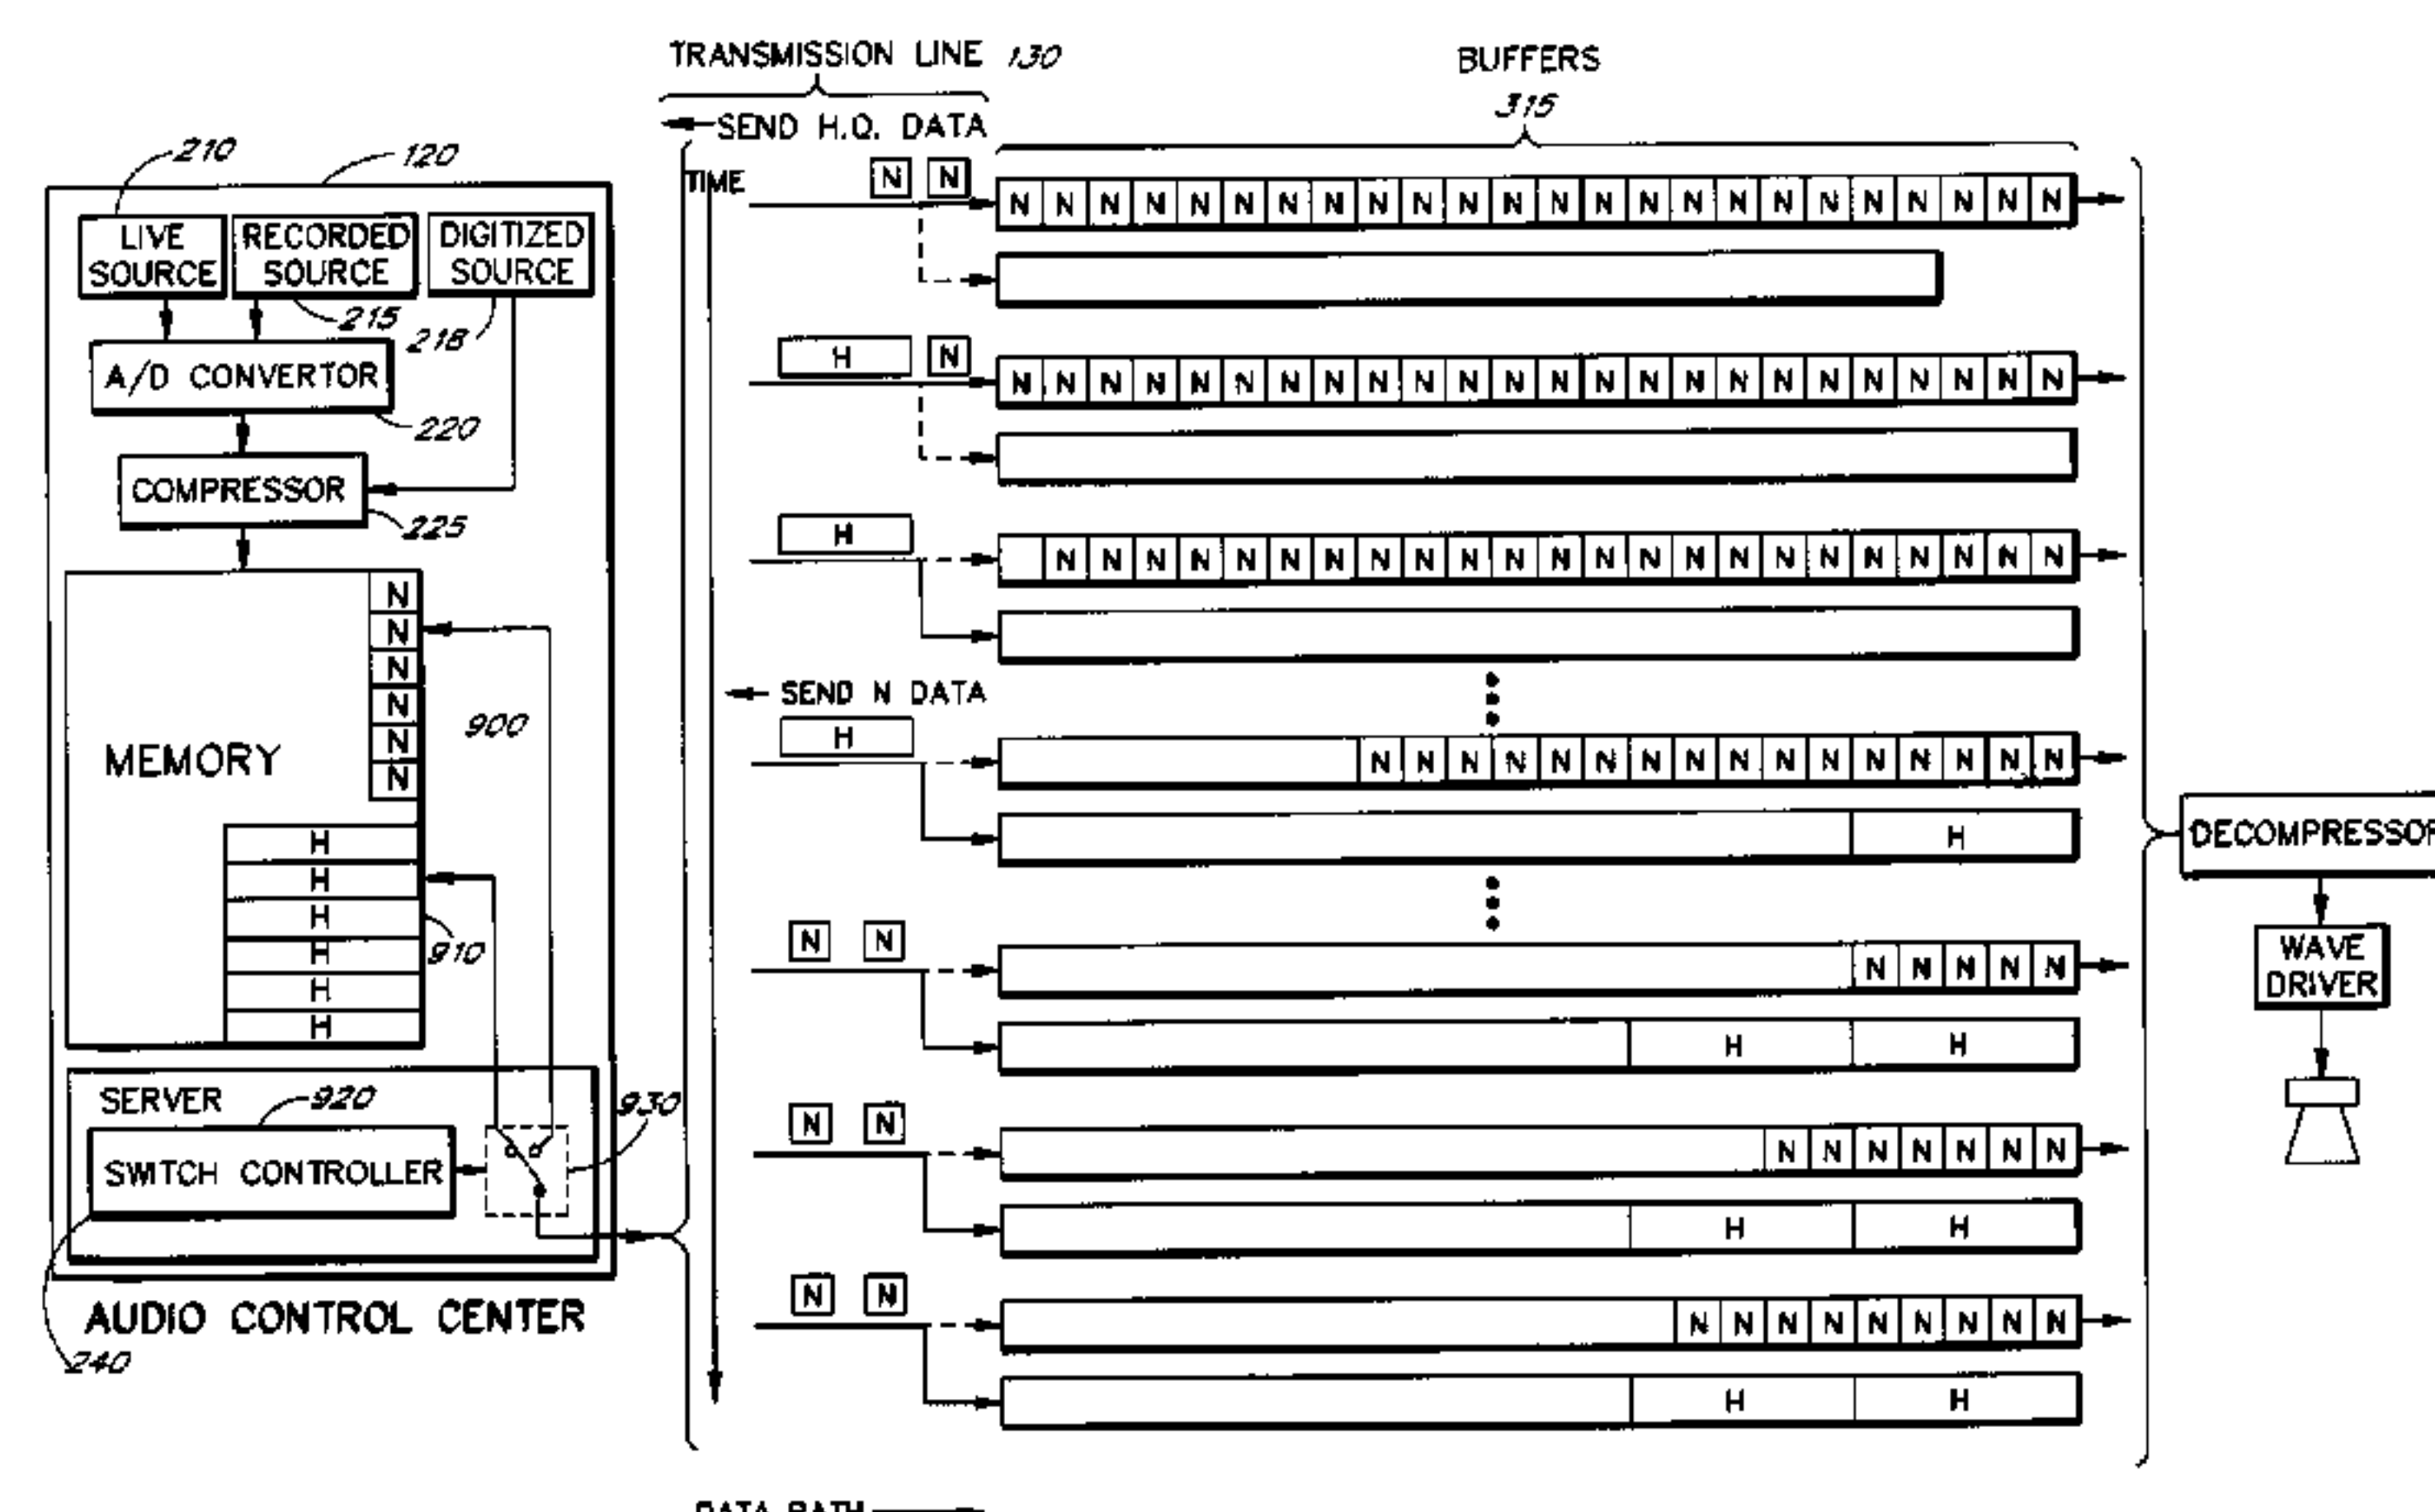 TRANSMISSION LINE 130
BUFFERS
315
SEND H.Q. DATA
TIME
N N
N N N N N N N N N N N N N N N N N N N N N N N N
H N
N N N N N N N N N N N N N N N N N N N N N N N N
H
N N N N N N N N N N N N N N N N N N N N N N N
SEND N DATA
H
N N N N N N N N N N N N N N N N
H
N N
N N N N N
H H
N N
N N N N N N N
H H
N N
N N N N N N N N N
H H
210
120
LIVE
SOURCE
RECORDED
SOURCE
DIGITIZED
SOURCE
215
218
A/D CONVERTOR
220
COMPRESSOR
225
MEMORY
N
N
N
N
N
N
900
H
H
H
H
H
H
910
SERVER
920
930
SWITCH CONTROLLER
AUDIO CONTROL CENTER
240
DECOMPRESSOR
WAVE
DRIVER
DATA PATH